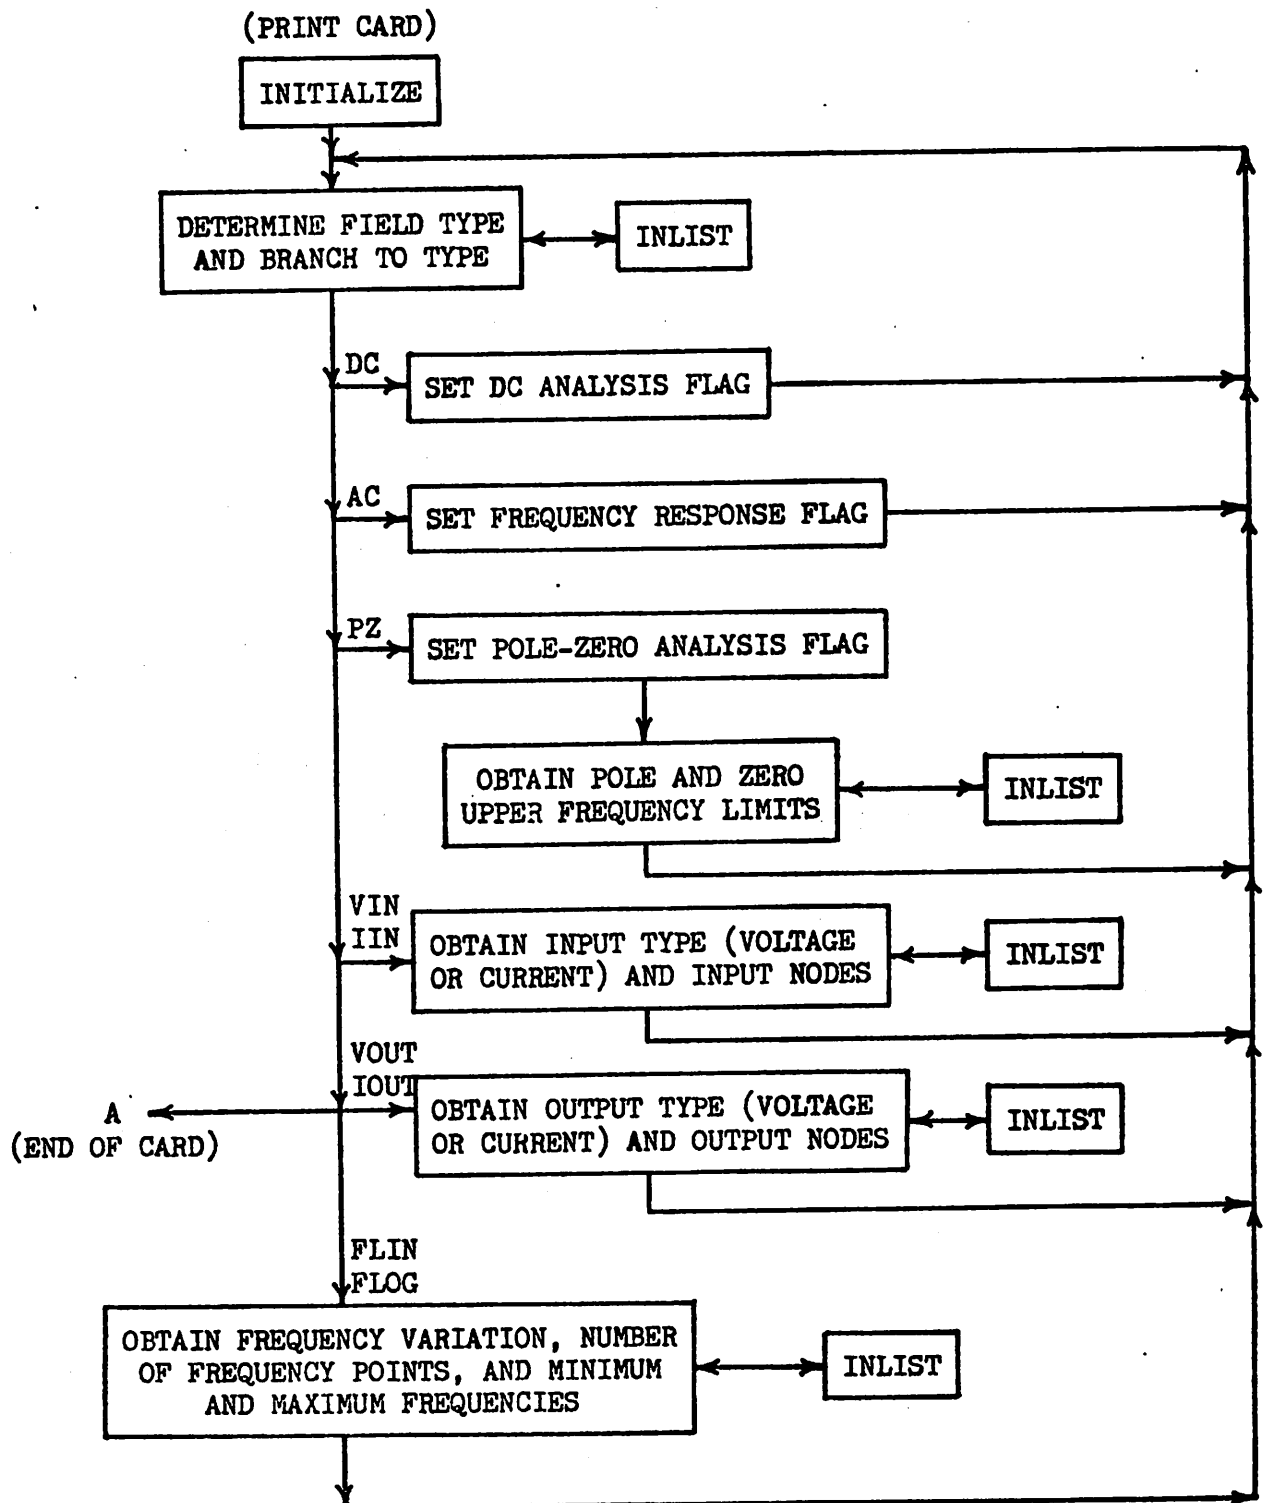 (PRINT CARD)
INITIALIZE
DETERMINE FIELD TYPE
AND BRANCH TO TYPE
INLIST
DC
SET DC ANALYSIS FLAG
AC
SET FREQUENCY RESPONSE FLAG
PZ
SET POLE-ZERO ANALYSIS FLAG
OBTAIN POLE AND ZERO
UPPER FREQUENCY LIMITS
INLIST
VIN
IIN
OBTAIN INPUT TYPE (VOLTAGE
OR CURRENT) AND INPUT NODES
INLIST
VOUT
IOUT
OBTAIN OUTPUT TYPE (VOLTAGE
OR CURRENT) AND OUTPUT NODES
INLIST
A
(END OF CARD)
FLIN
FLOG
OBTAIN FREQUENCY VARIATION, NUMBER
OF FREQUENCY POINTS, AND MINIMUM
AND MAXIMUM FREQUENCIES
INLIST